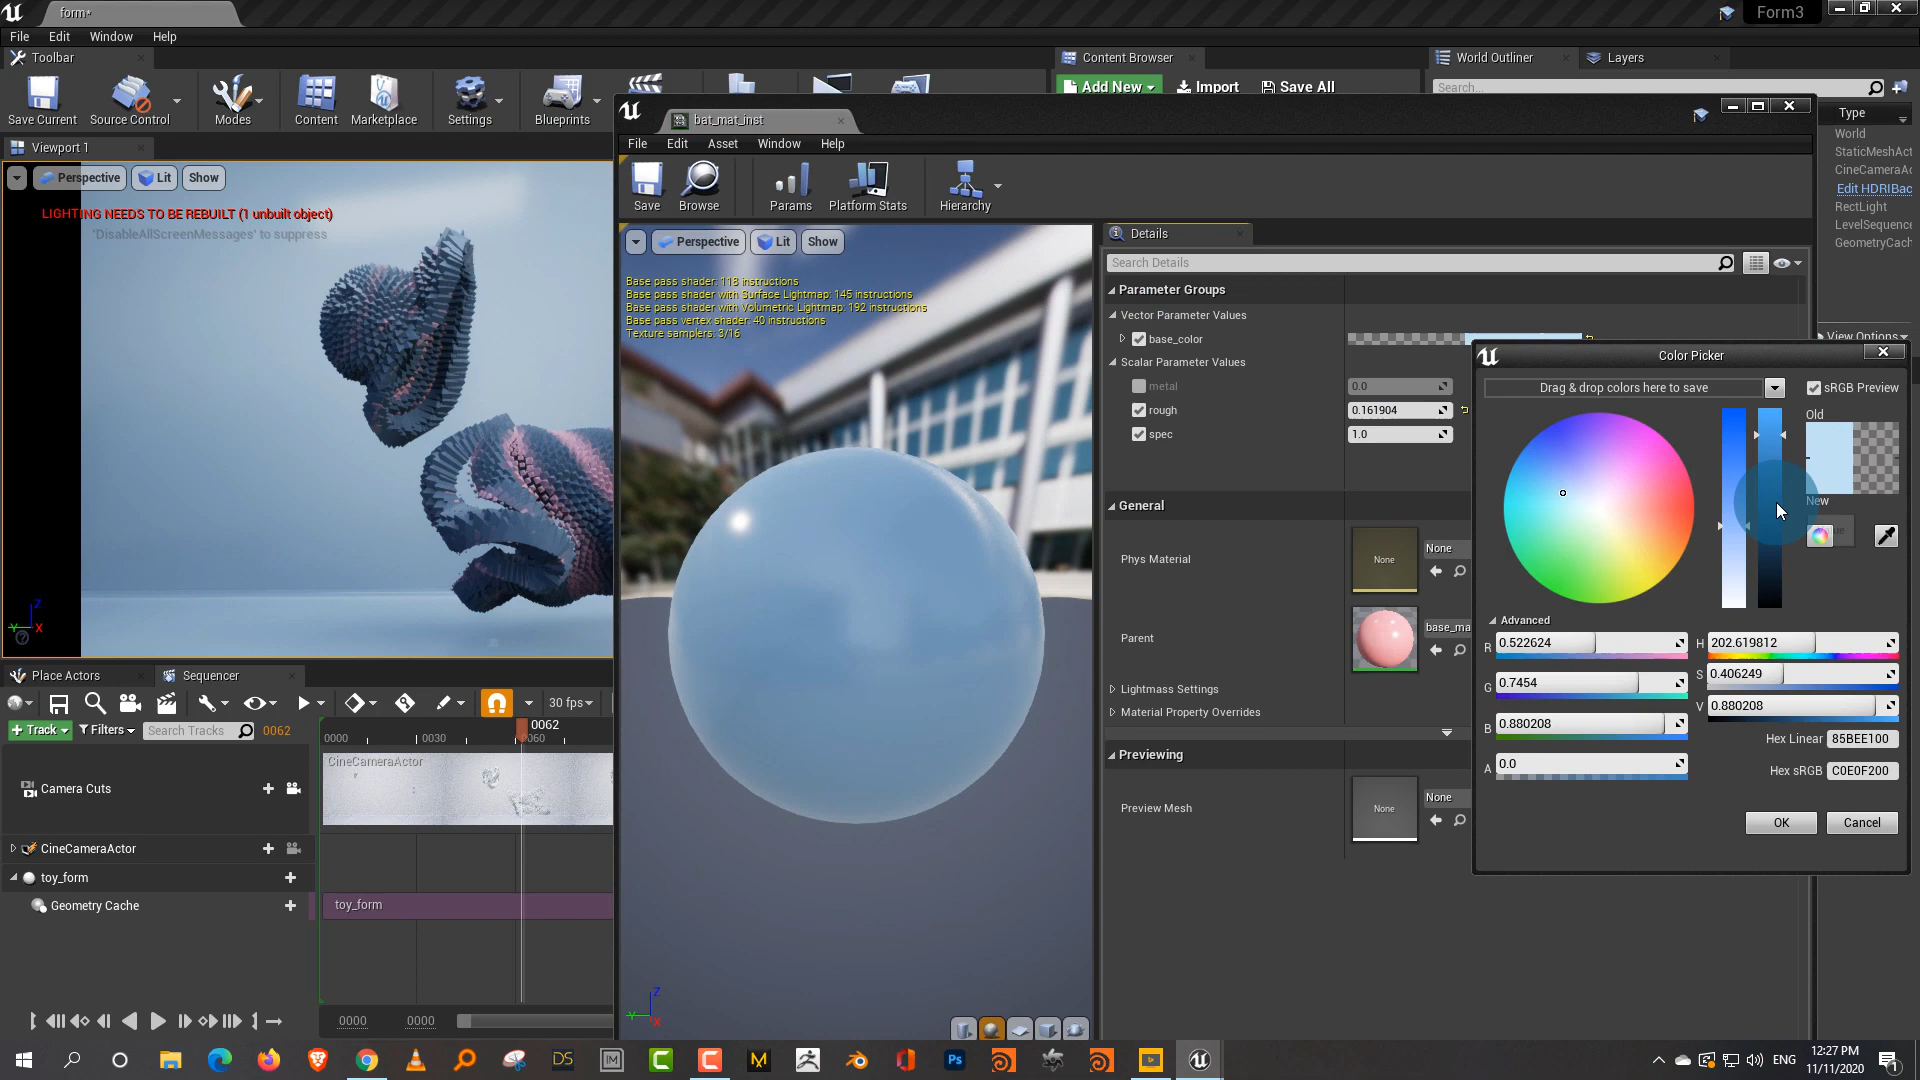 form*
Form3
File Edit Window Help
Toolbar
Content Browser
World Outliner
Layers
Save Current
Source Control
Modes
Content
Marketplace
Settings
Blueprints
Add New
Import
Save All
Search...
Type
World
StaticMeshAct
CineCameraAc
Edit HDRIBac
RectLight
LevelSequence
GeometryCach
View Options
Viewport 1
Perspective
Lit
Show
LIGHTING NEEDS TO BE REBUILT (1 unbuilt object)
'DisableAllScreenMessages' to suppress
Z
Y X
bat_mat_inst
File Edit Asset Window Help
Save
Browse
Params
Platform Stats
Hierarchy
Perspective
Lit
Show
Base pass shader: 118 instructions
Base pass shader with Surface Lightmap: 145 instructions
Base pass shader with Volumetric Lightmap: 192 instructions
Base pass vertex shader: 40 instructions
Texture samplers: 3/16
Z
Y X
Details
Search Details
Parameter Groups
Vector Parameter Values
base_color
Scalar Parameter Values
metal 0.0
rough 0.161904
spec 1.0
General
Phys Material
None
None
Parent
base_ma
Lightmass Settings
Material Property Overrides
Previewing
Preview Mesh
None
None
Color Picker
Drag & drop colors here to save
sRGB Preview
Old
New
Advanced
R 0.522624
H 202.619812
G 0.7454
S 0.406249
B 0.880208
V 0.880208
A 0.0
Hex Linear 85BEE100
Hex sRGB C0E0F200
OK
Cancel
Place Actors
Sequencer
30 fps
Track
Filters
Search Tracks
0062
0062
0000
0030
0060
CineCameraActor
Camera Cuts
CineCameraActor
toy_form
Geometry Cache
toy_form
0000
0000
DS
IM
Ps
ENG
12:27 PM
11/11/2020
1